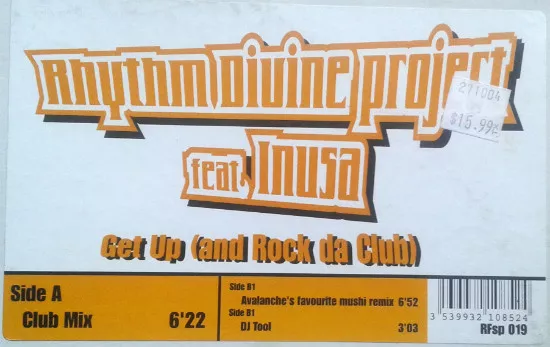 Rhythm Divine project
feat. Inusa
211004
$15.99
Get Up (and Rock da Club)
Side A
Club Mix 6'22
Side B1
Avalanche's favourite mushi remix 6'52
Side B1
DJ Tool 3'03
3 539932 108524
RFsp 019